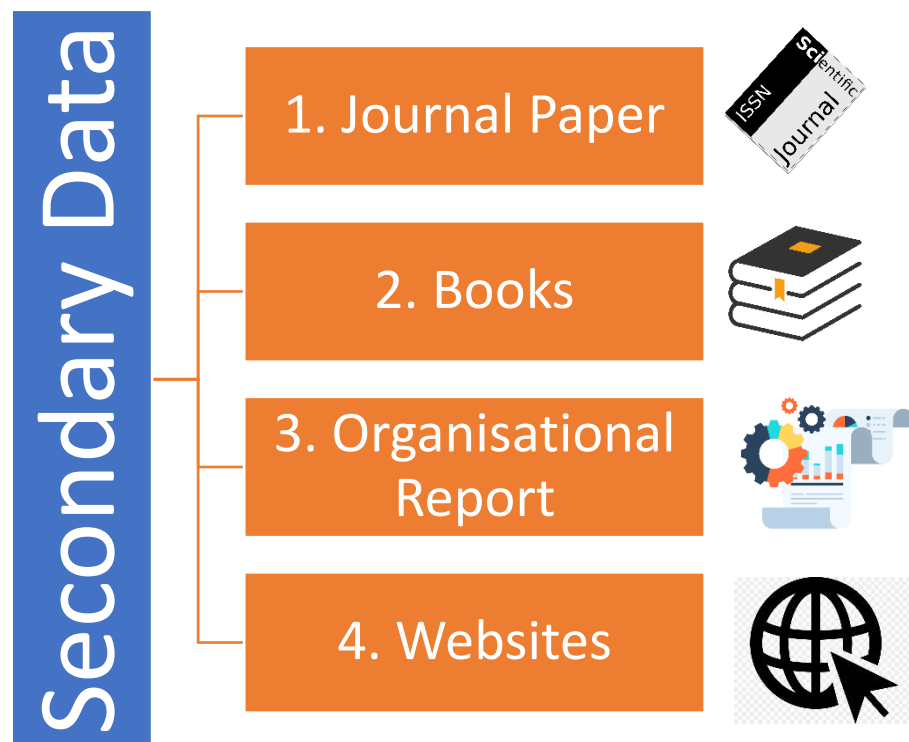 Secondary Data
1. Journal Paper
Scientific
ISSN
Journal
2. Books
3. Organisational
Report
4. Websites